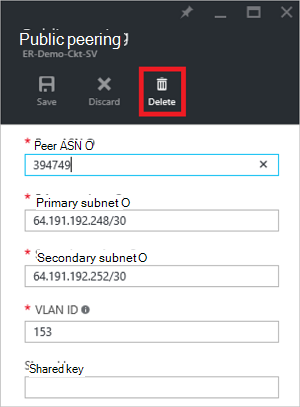 Public peering
ER-Demo-Ckt-SV
Save Discard Delete
* Peer ASN O
394749
* Primary subnet O
64.191.192.248/30
* Secondary subnet O
64.191.192.252/30
* VLAN ID
153
Shared key